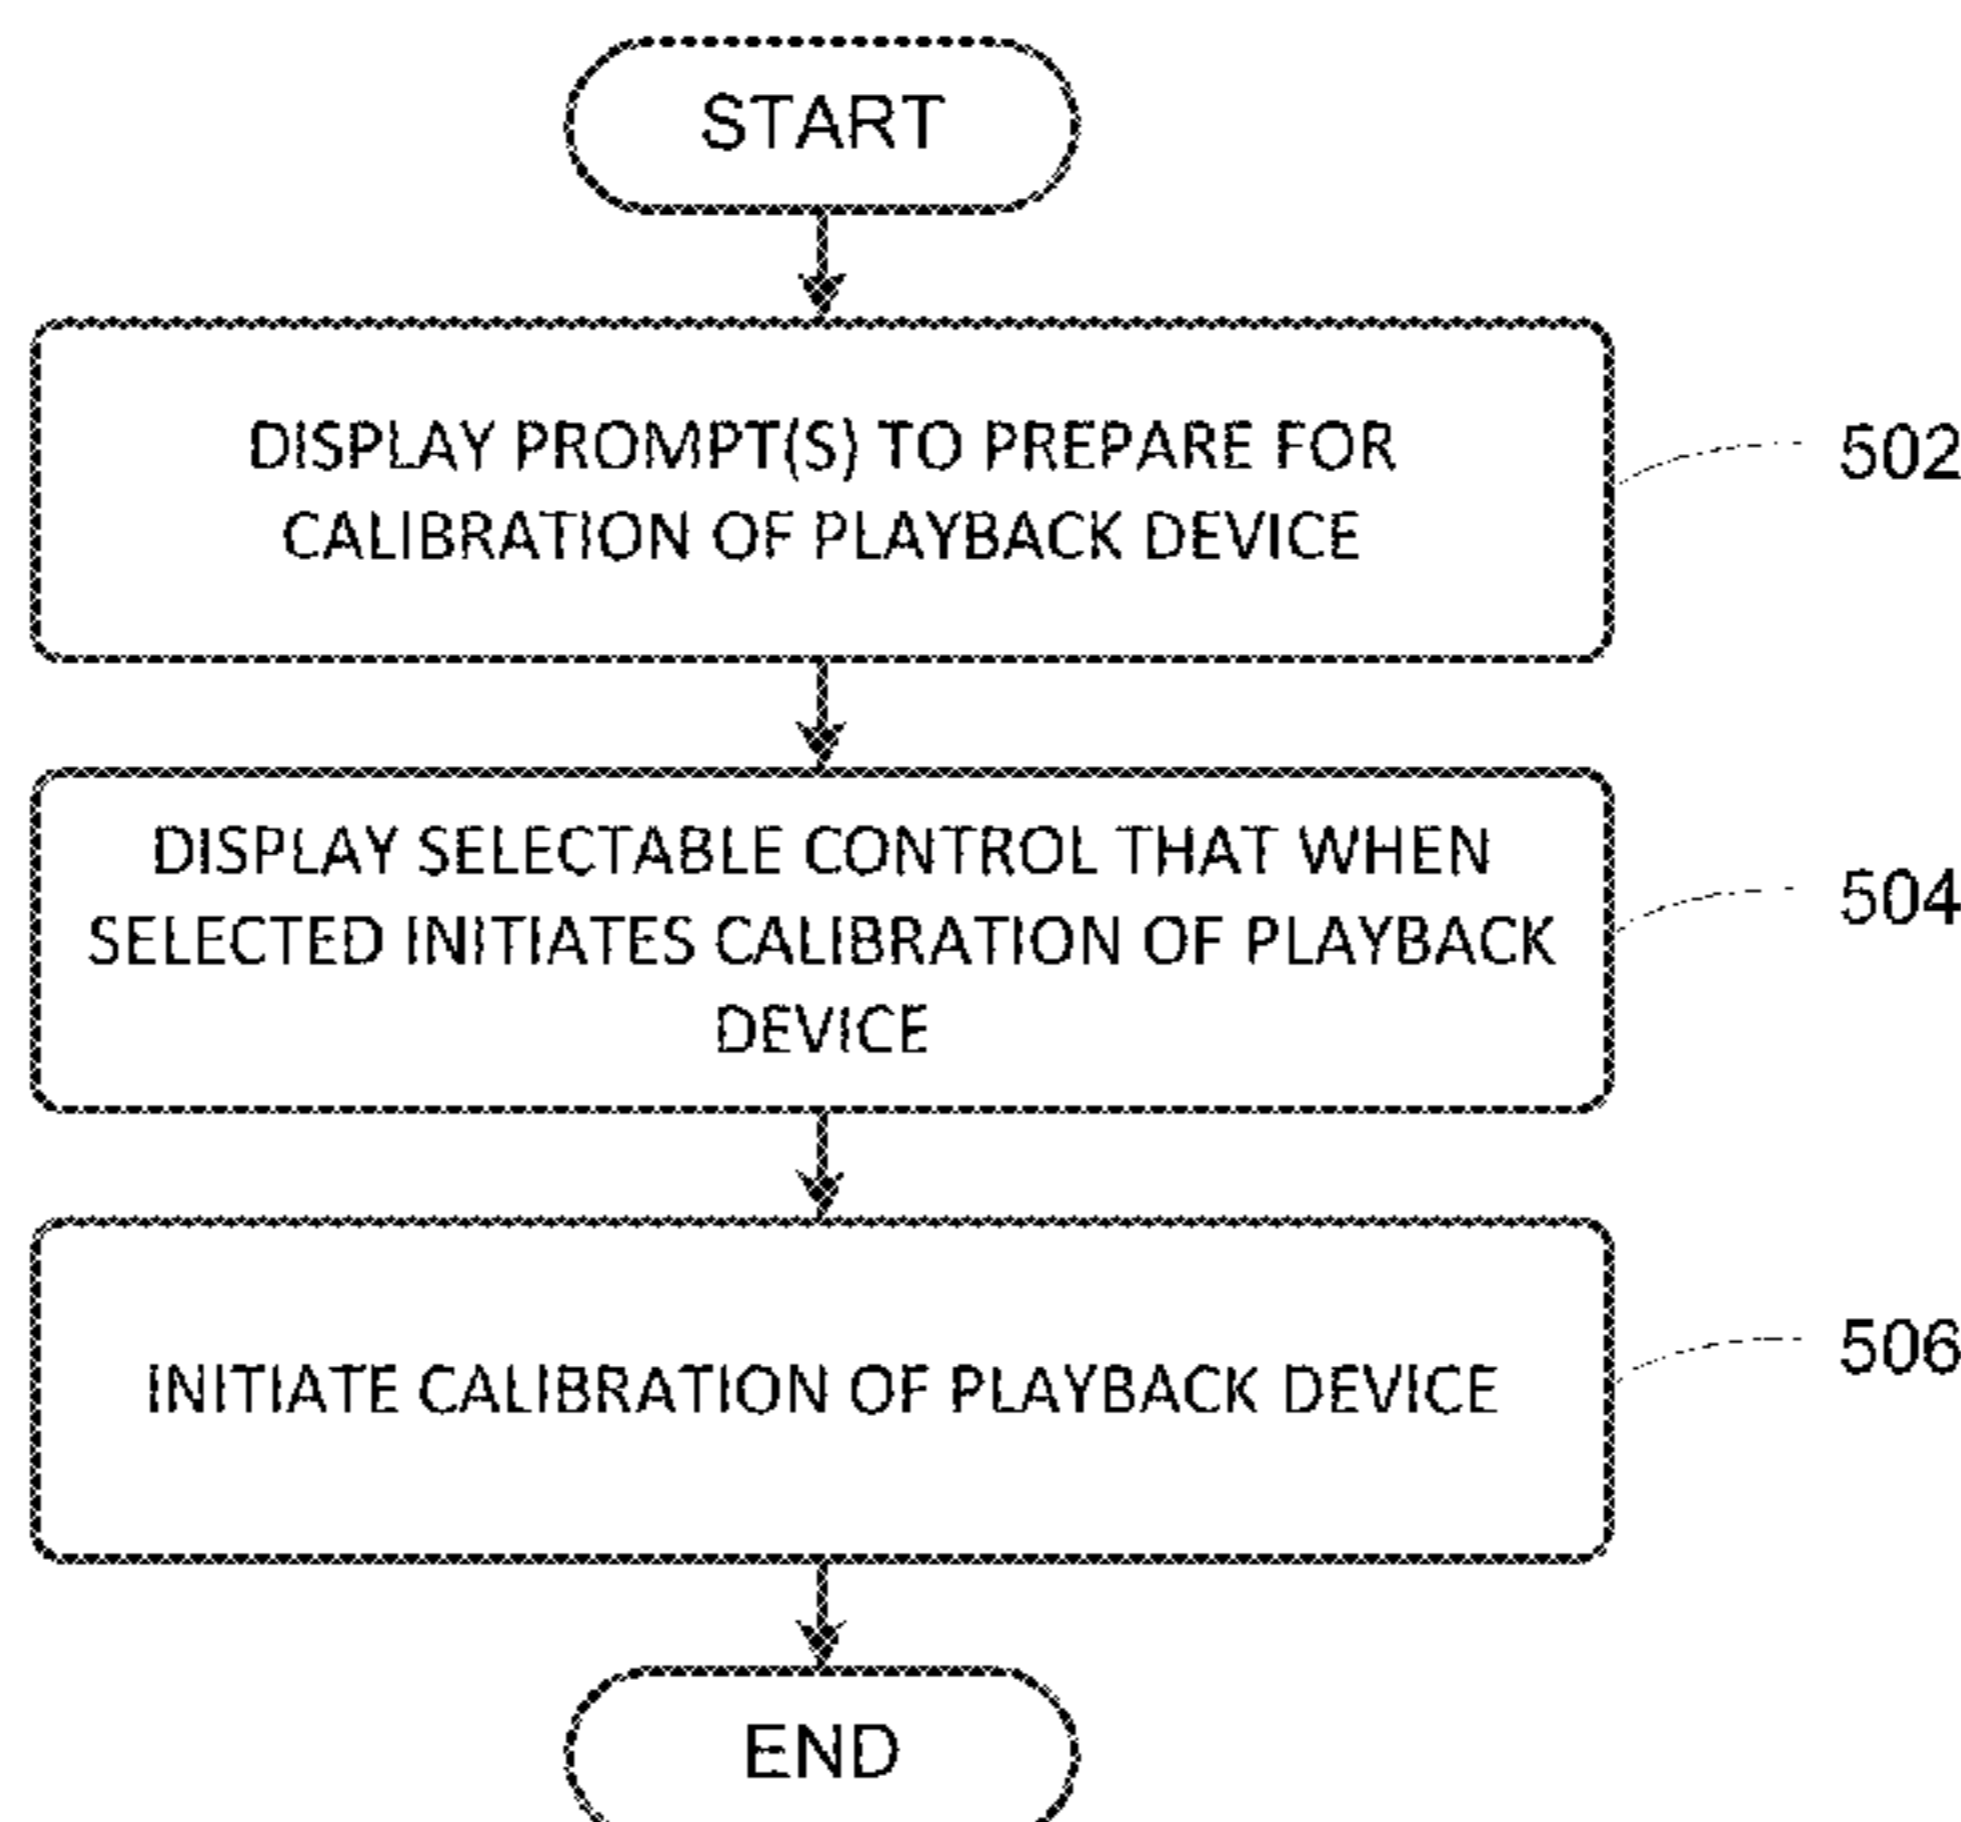 START
DISPLAY PROMPT(S) TO PREPARE FOR
CALIBRATION OF PLAYBACK DEVICE
502
DISPLAY SELECTABLE CONTROL THAT WHEN
SELECTED INITIATES CALIBRATION OF PLAYBACK
DEVICE
504
INITIATE CALIBRATION OF PLAYBACK DEVICE
506
END